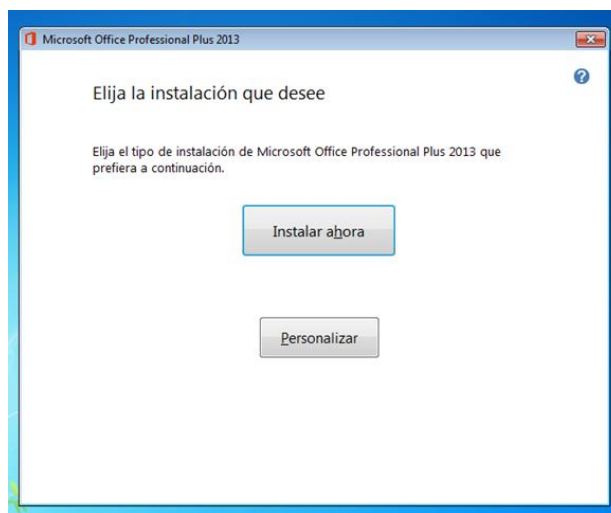 Microsoft Office Professional Plus 2013
Elija la instalación que desee
Elija el tipo de instalación de Microsoft Office Professional Plus 2013 que
prefiera a continuación.
Instalar ahora
Personalizar